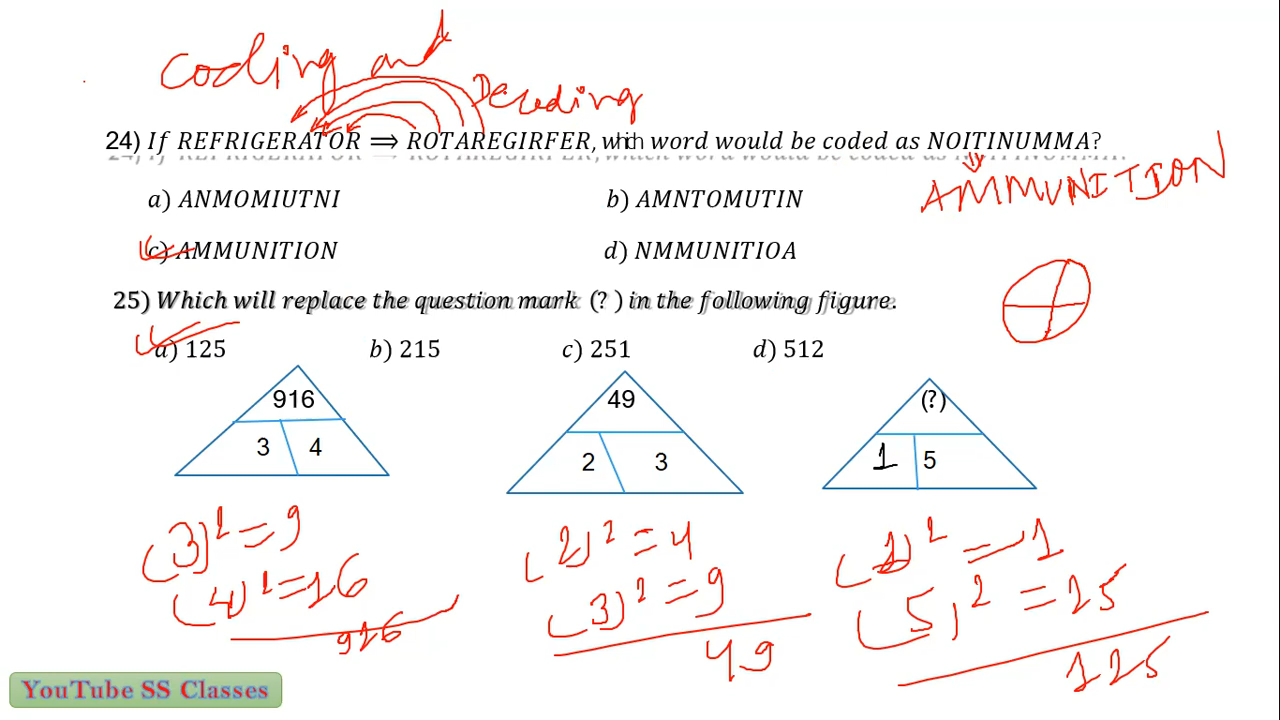 Coding and
Decoding
24) If REFRIGERATOR ⟹ ROTAREGIRFER, which word would be coded as NOITINUMMA?
AMMUNITION
a) ANMOMIUTNI b) AMNTOMUTIN
c) AMMUNITION d) NMMUNITIOA
25) Which will replace the question mark (?) in the following figure.
a) 125 b) 215 c) 251 d) 512
916 49 (?)
3 4 2 3 1 5
(3)² = 9 (2)² = 4 (1)² = 1
(4)² = 16 (3)² = 9 (5)² = 25
916 49 125
YouTube SS Classes